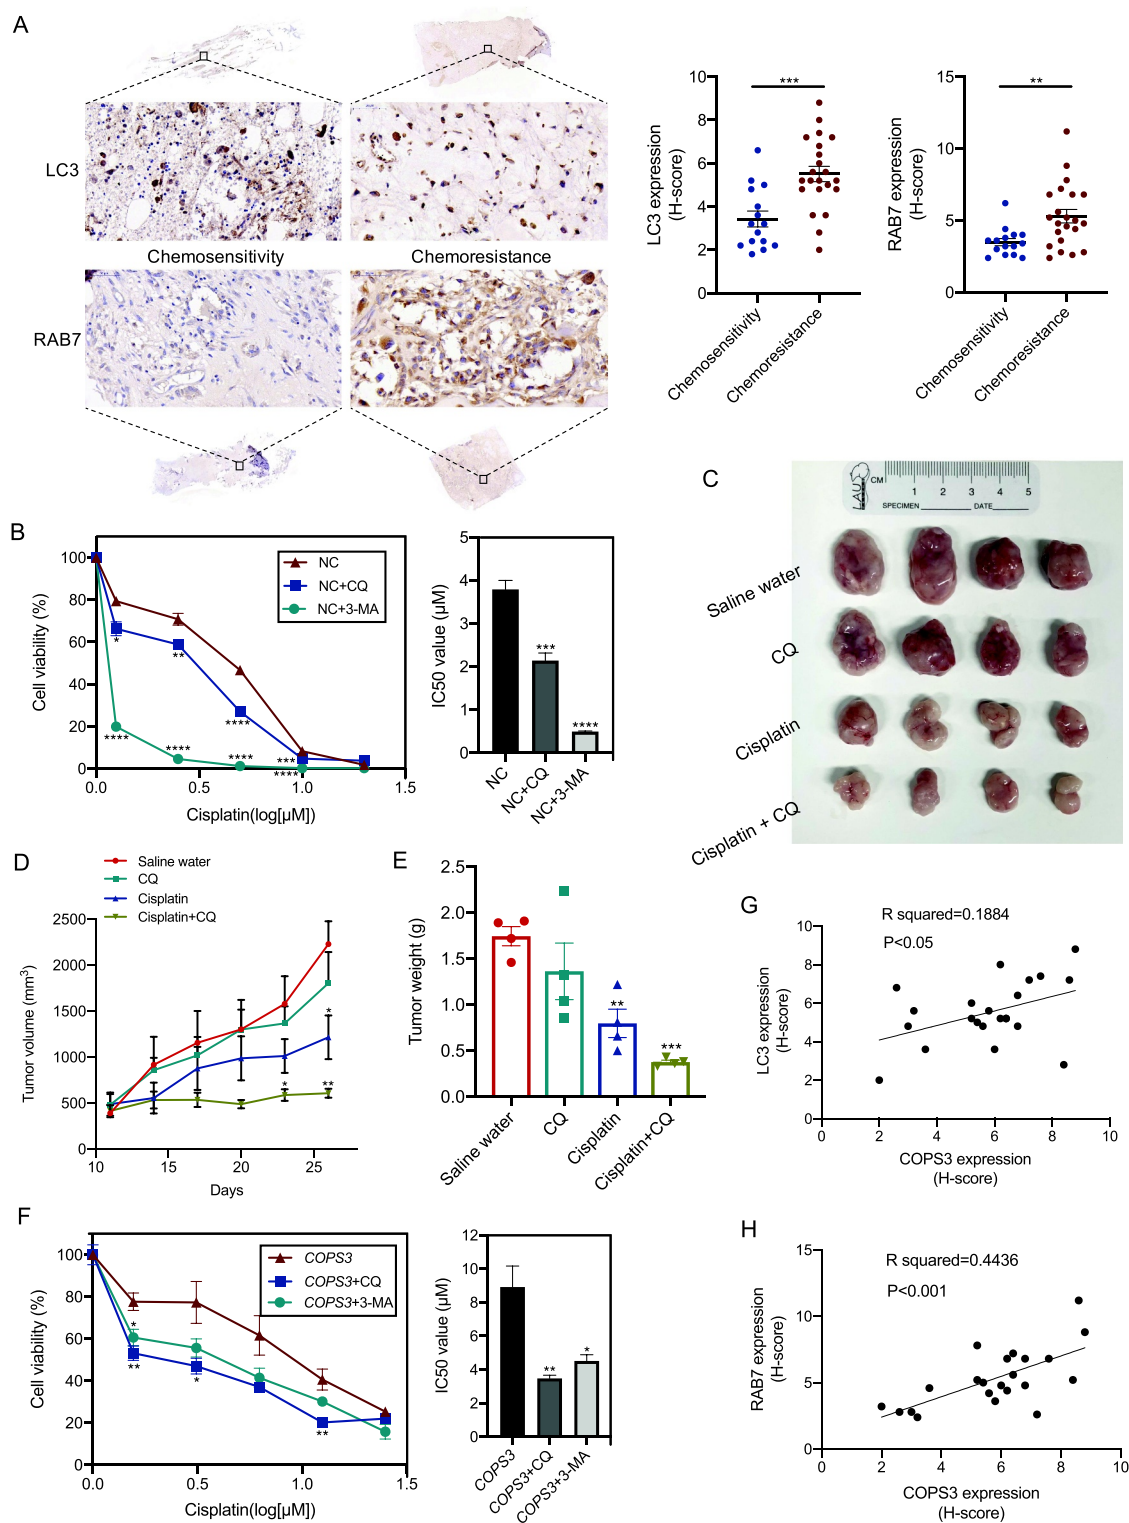 A
LC3
Chemosensitivity
Chemoresistance
RAB7
LC3 expression
(H-score)
10
8
6
4
2
0
***
Chemosensitivity
Chemoresistance
RAB7 expression
(H-score)
15
10
5
0
**
Chemosensitivity
Chemoresistance
B
Cell viability (%)
100
80
60
40
20
0
NC
NC+CQ
NC+3-MA
*
**
****
***
****
****
****
****
****
0.0
0.5
1.0
1.5
Cisplatin(log[µM])
IC50 value (µM)
5
4
3
2
1
0
***
****
NC
NC+CQ
NC+3-MA
C
CM
1 2 3 4 5
SPECIMEN DATE
Saline water
CQ
Cisplatin
Cisplatin + CQ
D
Saline water
CQ
Cisplatin
Cisplatin+CQ
Tumor volume (mm3)
2500
2000
1500
1000
500
0
*
*
**
10
15
20
25
Days
E
Tumor weight (g)
2.5
2.0
1.5
1.0
0.5
0.0
**
***
Saline water
CQ
Cisplatin
Cisplatin+CQ
F
Cell viability (%)
100
80
60
40
20
0
COPS3
COPS3+CQ
COPS3+3-MA
*
**
*
**
0.0
0.5
1.0
1.5
Cisplatin(log[µM])
IC50 value (µM)
12
10
8
6
4
2
0
**
*
COPS3
COPS3+CQ
COPS3+3-MA
G
R squared=0.1884
P<0.05
LC3 expression
(H-score)
10
8
6
4
2
0
0
2
4
6
8
10
COPS3 expression
(H-score)
H
R squared=0.4436
P<0.001
RAB7 expression
(H-score)
15
10
5
0
0
2
4
6
8
10
COPS3 expression
(H-score)